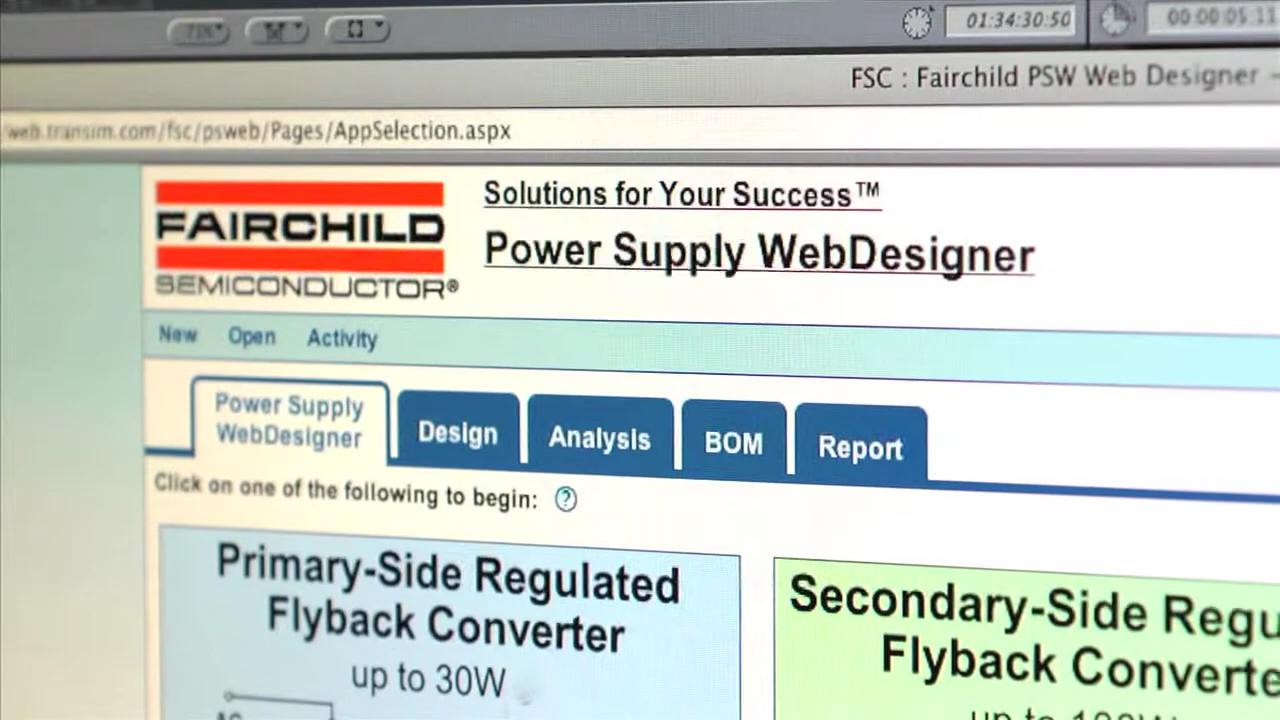 01:34:30:50
00:00:05:11
FSC : Fairchild PSW Web Designer –
web.transim.com/fsc/psweb/Pages/AppSelection.aspx
FAIRCHILD
SEMICONDUCTOR®
Solutions for Your Success™
Power Supply WebDesigner
New Open Activity
Power Supply
WebDesigner
Design
Analysis
BOM
Report
Click on one of the following to begin: ?
Primary-Side Regulated
Flyback Converter
up to 30W
AC
Secondary-Side Regu
Flyback Converte
up to